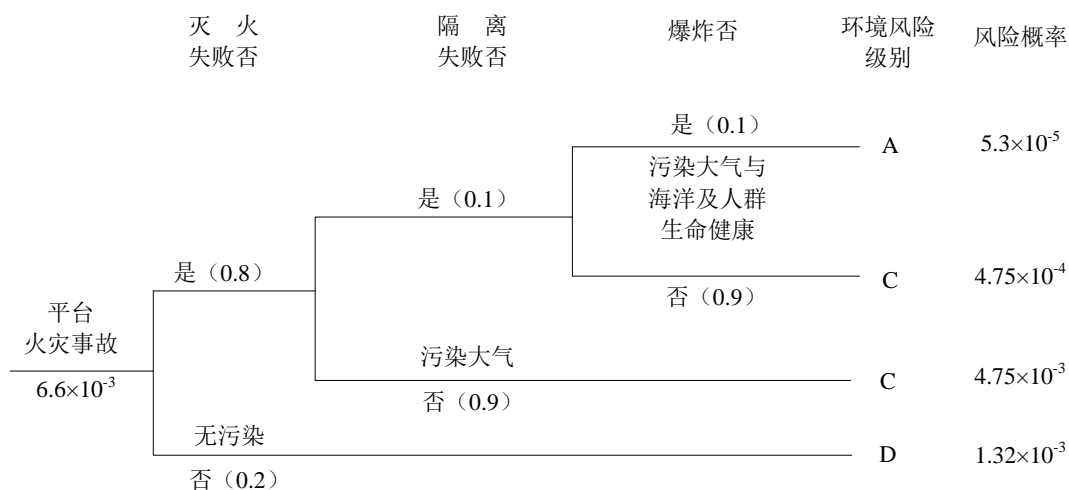 灭 火
失败否
隔 离
失败否
爆炸否
环境风险
级别
风险概率
是（0.1）
A
5.3×10⁻⁵
污染大气与
海洋及人群
生命健康
是（0.1）
是（0.8）
C
4.75×10⁻⁴
否（0.9）
平台
火灾事故
6.6×10⁻³
污染大气
C
4.75×10⁻³
否（0.9）
无污染
D
1.32×10⁻³
否（0.2）